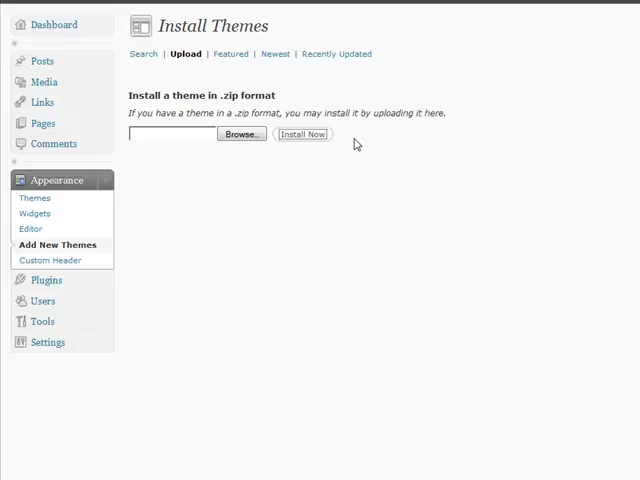 Dashboard
Posts
Media
Links
Pages
Comments
Appearance
Themes
Widgets
Editor
Add New Themes
Custom Header
Plugins
Users
Tools
Settings
Install Themes
Search | Upload | Featured | Newest | Recently Updated
Install a theme in .zip format
If you have a theme in a .zip format, you may install it by uploading it here.
Browse.. Install Now